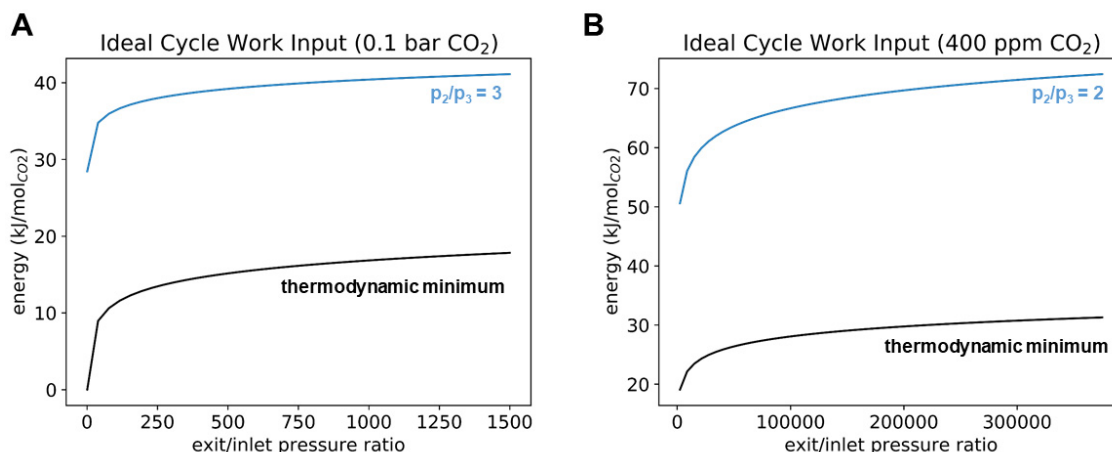 A
Ideal Cycle Work Input (0.1 bar CO₂)
energy (kJ/mol_CO2)
40
30
20
10
0
p₂/p₃ = 3
thermodynamic minimum
0 250 500 750 1000 1250 1500
exit/inlet pressure ratio
B
Ideal Cycle Work Input (400 ppm CO₂)
energy (kJ/mol_CO2)
70
60
50
40
30
20
p₂/p₃ = 2
thermodynamic minimum
0 100000 200000 300000
exit/inlet pressure ratio